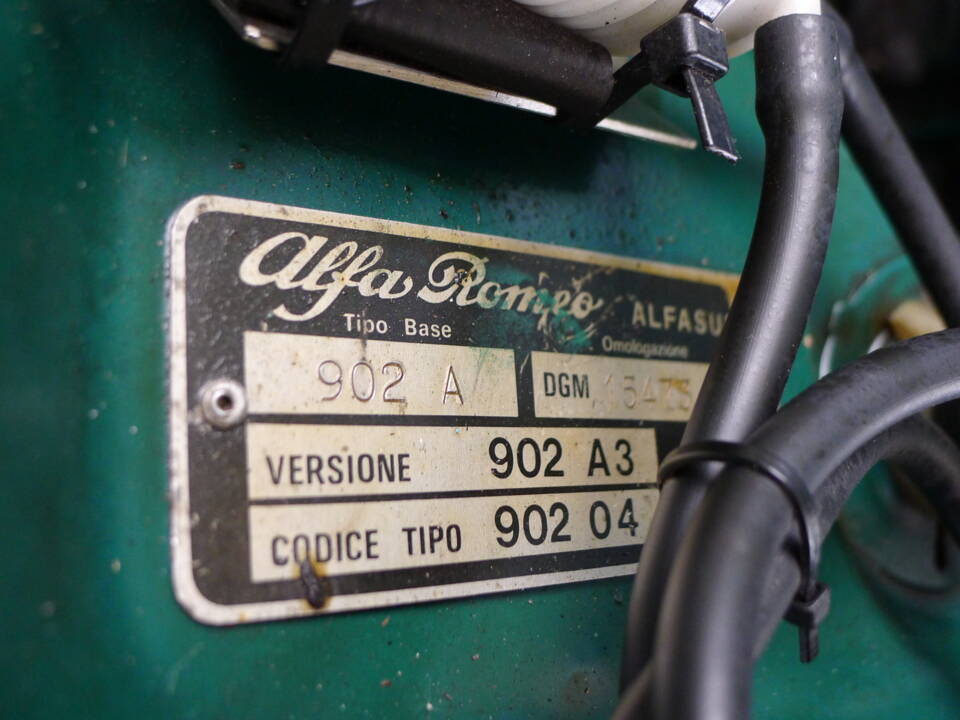 Alfa Romeo ALFASU
Tipo Base Omologazione
902 A DGM
VERSIONE 902 A3
CODICE TIPO 902 04